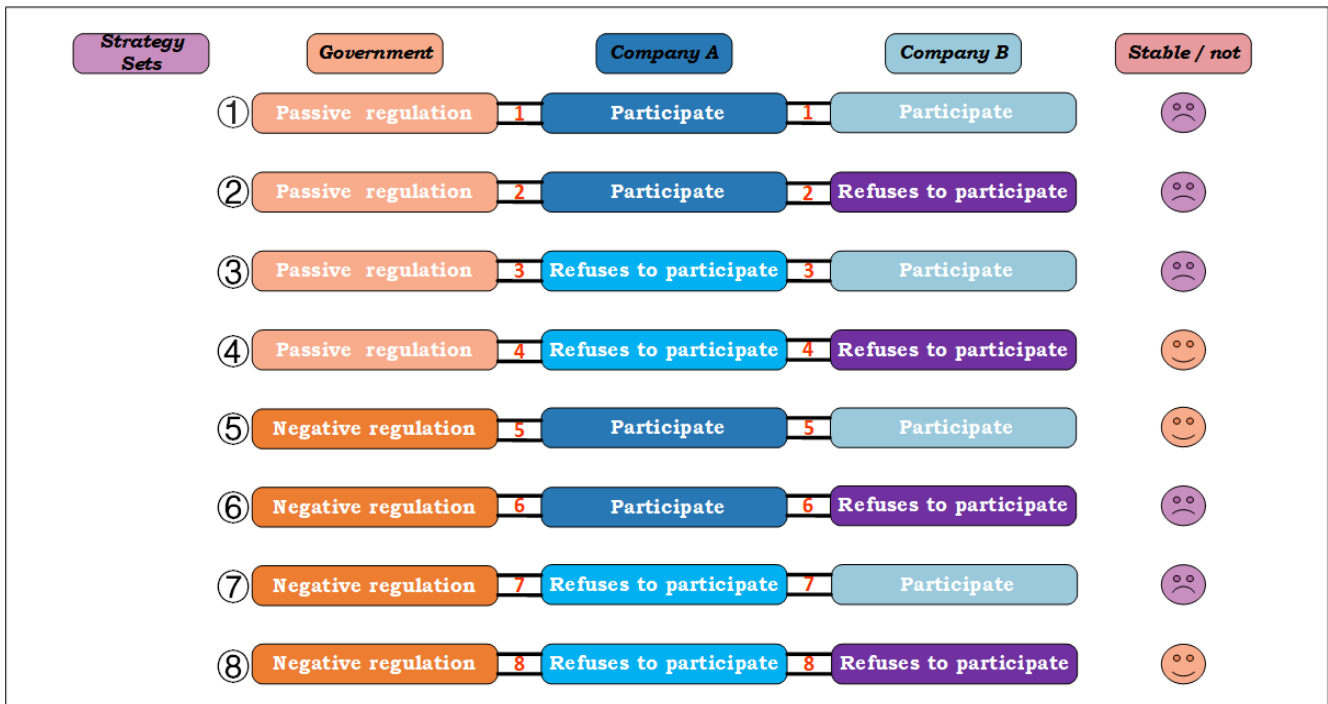 Strategy Sets Government Company A Company B Stable / not
① Passive regulation 1 Participate 1 Participate
② Passive regulation 2 Participate 2 Refuses to participate
③ Passive regulation 3 Refuses to participate 3 Participate
④ Passive regulation 4 Refuses to participate 4 Refuses to participate
⑤ Negative regulation 5 Participate 5 Participate
⑥ Negative regulation 6 Participate 6 Refuses to participate
⑦ Negative regulation 7 Refuses to participate 7 Participate
⑧ Negative regulation 8 Refuses to participate 8 Refuses to participate